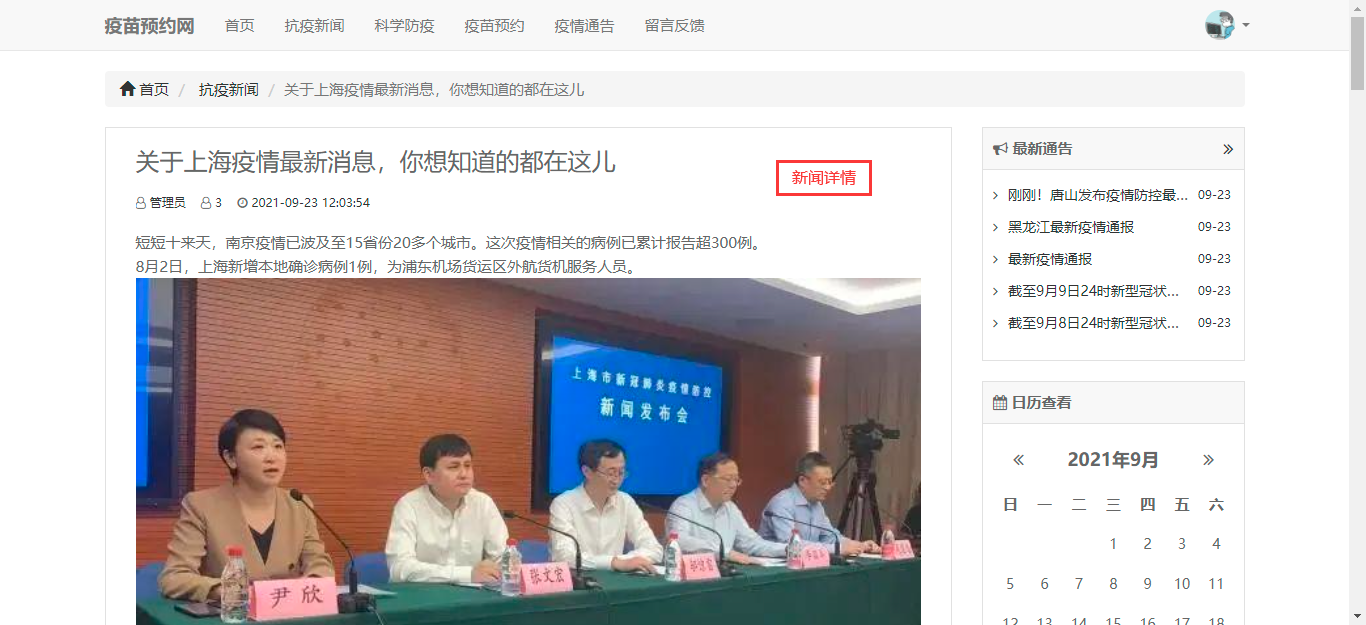 疫苗预约网 首页 抗疫新闻 科学防疫 疫苗预约 疫情通告 留言反馈
首页 / 抗疫新闻 / 关于上海疫情最新消息，你想知道的都在这儿
关于上海疫情最新消息，你想知道的都在这儿
新闻详情
管理员 3 2021-09-23 12:03:54
短短十来天，南京疫情已波及至15省份20多个城市。这次疫情相关的病例已累计报告超300例。
8月2日，上海新增本地确诊病例1例，为浦东机场货运区外航货机服务人员。
上海市新冠肺炎疫情防控
新闻发布会
尹欣
张文宏
最新通告 »
刚刚！唐山发布疫情防控最... 09-23
黑龙江最新疫情通报 09-23
最新疫情通报 09-23
截至9月9日24时新型冠状... 09-23
截至9月8日24时新型冠状... 09-23
日历查看
« 2021年9月 »
日 一 二 三 四 五 六
1 2 3 4
5 6 7 8 9 10 11
12 13 14 15 16 17 18